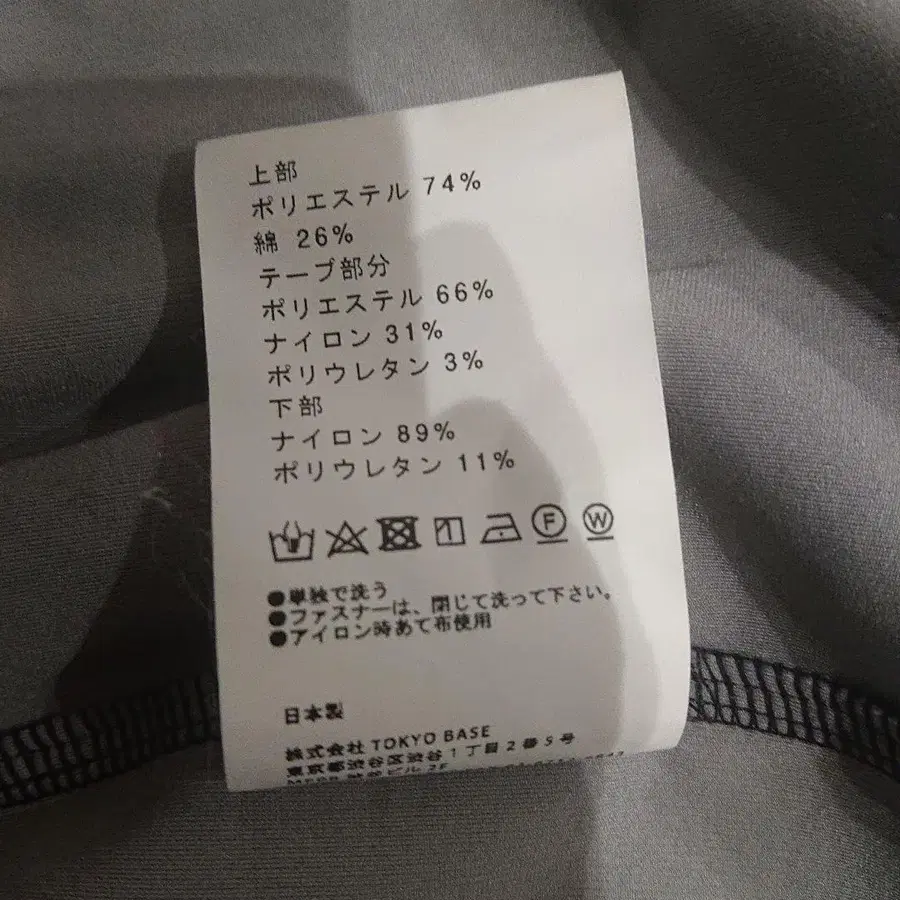 上部
ポリエステル 74%
綿 26%
テープ部分
ポリエステル 66%
ナイロン 31%
ポリウレタン 3%
下部
ナイロン 89%
ポリウレタン 11%
F W
●単独で洗う
●ファスナーは、閉じて洗って下さい。
●アイロン時あて布使用
日本製
株式会社 TOKYO BASE
東京都渋谷区渋谷1丁目2番5号
渋谷ビル 2F